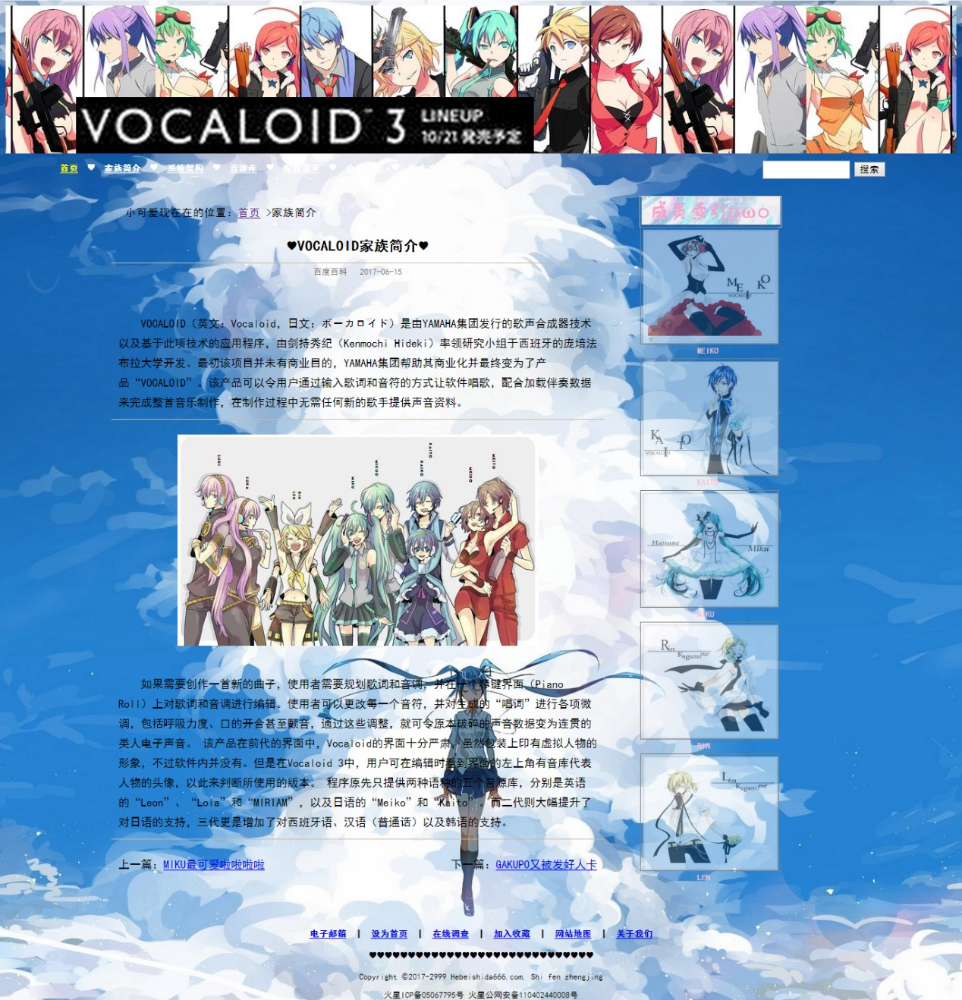 VOCALOID™ 3 LINEUP
10/21 発売予定
首页 ♥ 家族简介 ♥ 系统架构 ♥ 音源库 ♥ 配置需求 ♥
搜索
小可爱现在在的位置：首页 >家族简介
♥VOCALOID家族简介♥
百度百科 2017-06-15
VOCALOID（英文：Vocaloid，日文：ボーカロイド）是由YAMAHA集团发行的歌声合成器技术
以及基于此项技术的应用程序，由剑持秀纪（Kenmochi Hideki）率领研究小组于西班牙的庞培法
布拉大学开发。最初该项目并未有商业目的，YAMAHA集团帮助其商业化并最终变为了产
品“VOCALOID”。该产品可以令用户通过输入歌词和音符的方式让软件唱歌，配合加载伴奏数据
来完成整首音乐制作，在制作过程中无需任何新的歌手提供声音资料。
LUKI
LUKA
RIN
LEN
MIKU
MIKUO
KAIKO
KAITO
MEIKO
MEITO
如果需要创作一首新的曲子，使用者需要规划歌词和音调，并在一个琴键界面（Piano
Roll）上对歌词和音调进行编辑。使用者可以更改每一个音符，并对生成的“唱词”进行各项微
调，包括呼吸力度、口的开合甚至颤音，通过这些调整，就可令原本破碎的声音数据变为连贯的
类人电子声音。 该产品在前代的界面中，Vocaloid的界面十分严肃，虽然包装上印有虚拟人物的
形象，不过软件内并没有。但是在Vocaloid 3中，用户可在编辑时看到界面的左上角有音库代表
人物的头像，以此来判断所使用的版本。 程序原先只提供两种语种的五个音源库，分别是英语
的“Leon”、“Lola”和“MIRIAM”，以及日语的“Meiko”和“Kaito”。而二代则大幅提升了
对日语的支持，三代更是增加了对西班牙语、汉语（普通话）以及韩语的支持。
上一篇：MIKU最可爱啦啦啦啦 下一篇：GAKUPO又被发好人卡
成员索引oωo
MEIKO
VOCALOID
MEIKO
KAITO
VOCALOID
KAITO
Hatsune Miku
MIKU
Rin Kagamine
RIN
Len Kagamine
LEN
电子邮箱 | 设为首页 | 在线调查 | 加入收藏 | 网站地图 | 关于我们
♥♥♥♥♥♥♥♥♥♥♥♥♥♥♥♥♥♥♥♥♥♥♥♥♥♥♥♥♥
Copyright ©2017-2999 Hebeishida666.com, Shi fen zhengjing
火星ICP备05067795号 火星公网安备110402440008号